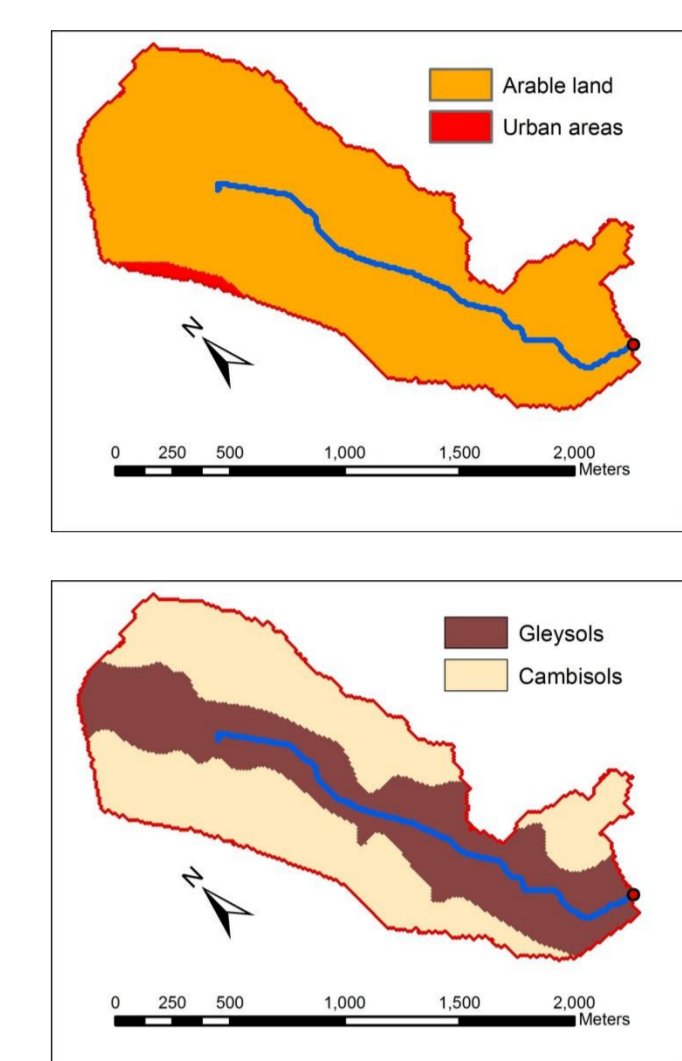 Arable land
Urban areas
N
0 250 500 1,000 1,500 2,000
Meters
Gleysols
Cambisols
N
0 250 500 1,000 1,500 2,000
Meters